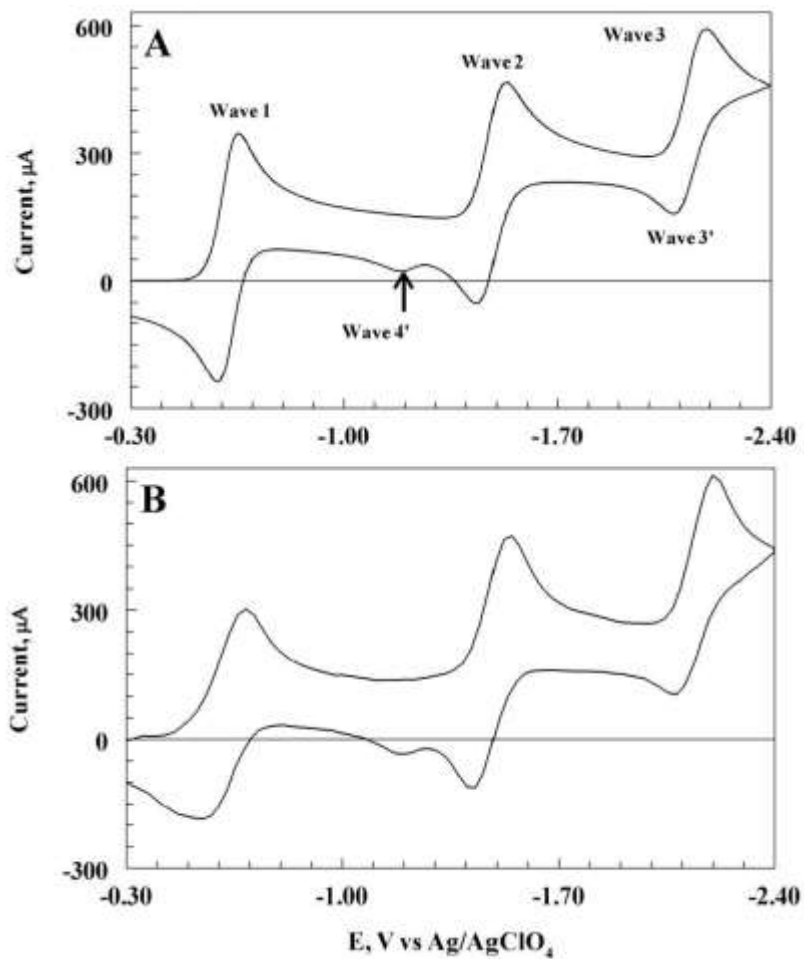 A
600
Wave 3
Wave 2
Wave 1
300
Current, µA
0
Wave 3'
Wave 4'
-300
-0.30 -1.00 -1.70 -2.40
B
600
300
Current, µA
0
-300
-0.30 -1.00 -1.70 -2.40
E, V vs Ag/AgClO₄